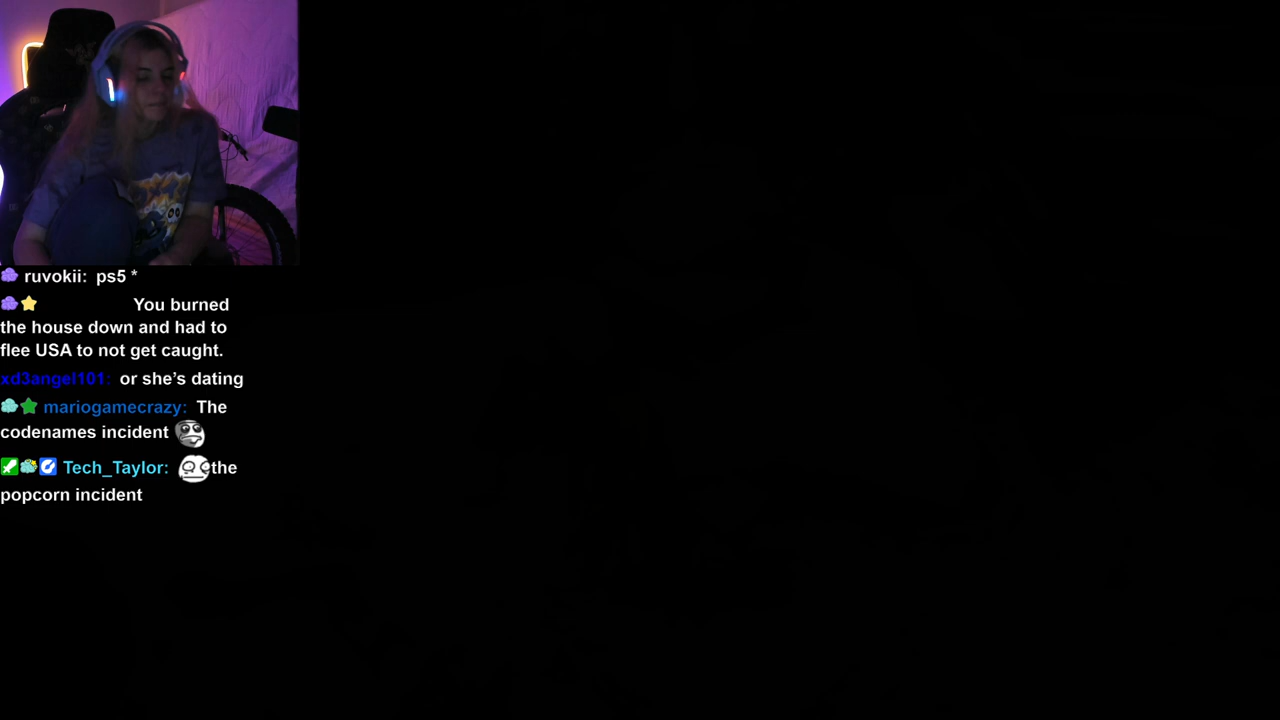 ruvokii: ps5 *
You burned
the house down and had to
flee USA to not get caught.
xd3angel101: or she's dating
mariogamecrazy: The
codenames incident
Tech_Taylor: the
popcorn incident